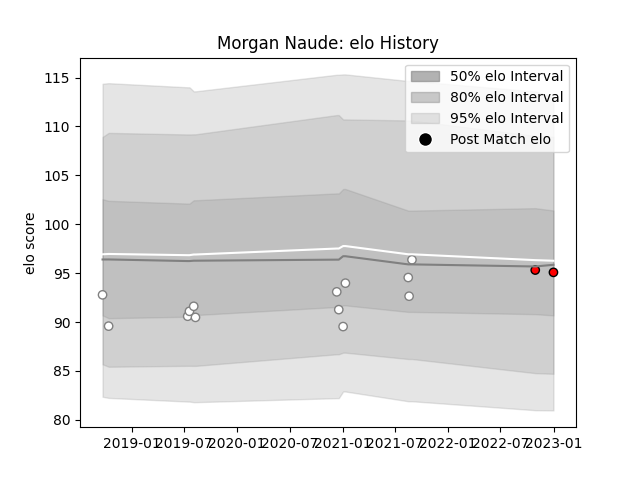 Morgan Naude: elo History
50% elo Interval
80% elo Interval
95% elo Interval
Post Match elo
elo score
115
110
105
100
95
90
85
80
2019-01 2019-07 2020-01 2020-07 2021-01 2021-07 2022-01 2022-07 2023-01